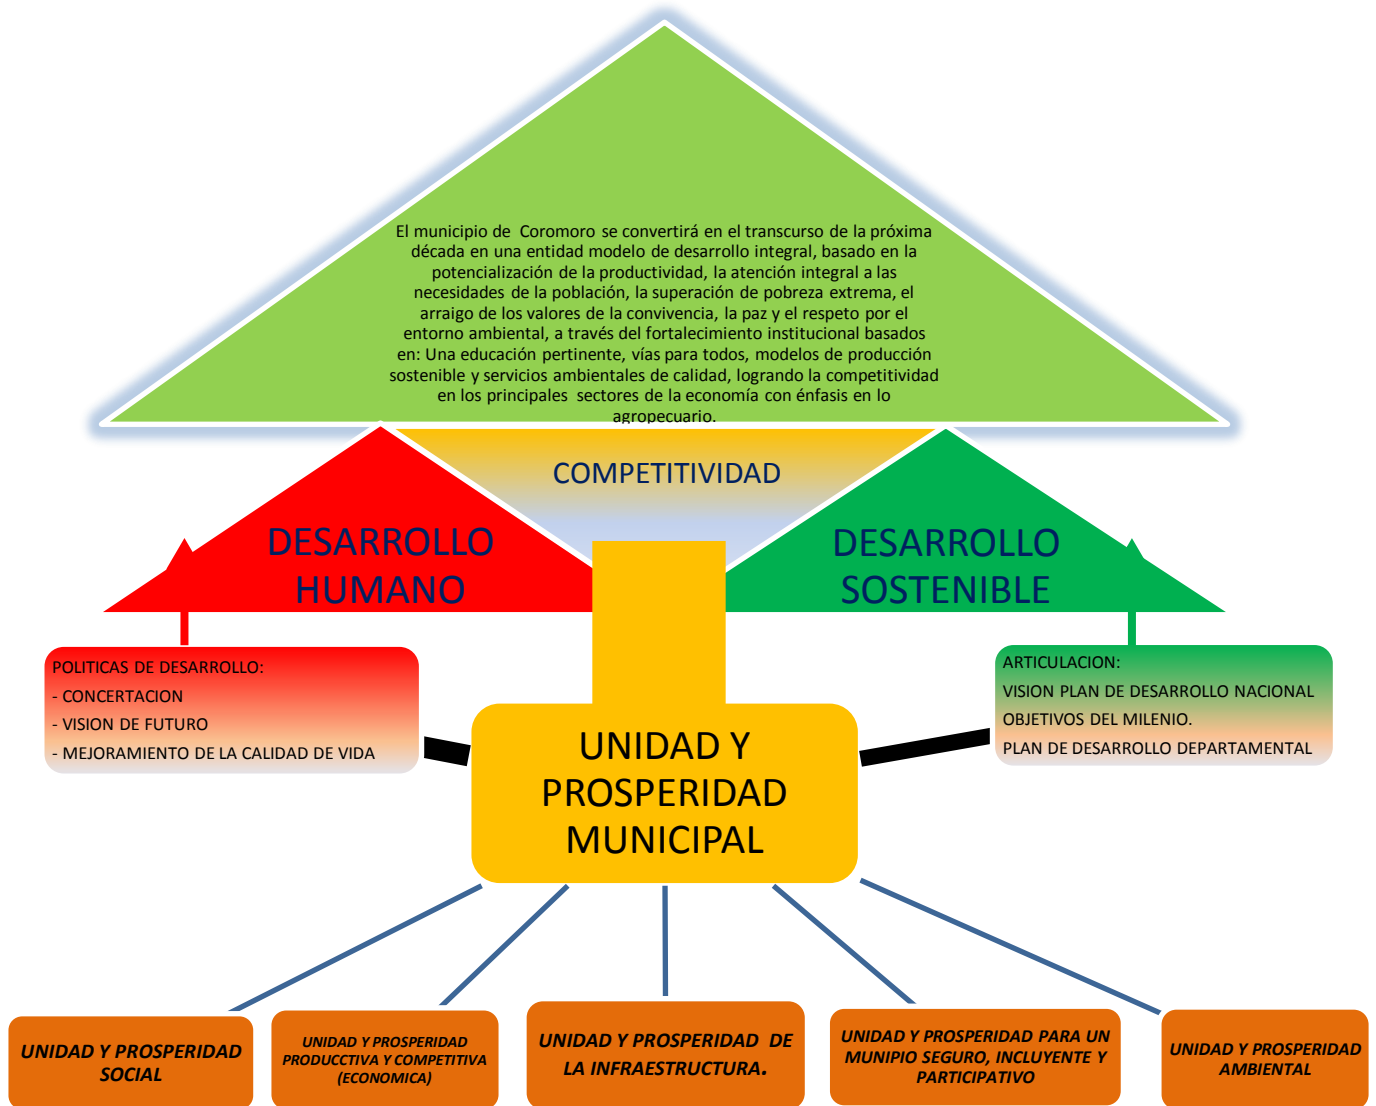 El municipio de Coromoro se convertirá en el transcurso de la próxima
década en una entidad modelo de desarrollo integral, basado en la
potencialización de la productividad, la atención integral a las
necesidades de la población, la superación de pobreza extrema, el
arraigo de los valores de la convivencia, la paz y el respeto por el
entorno ambiental, a través del fortalecimiento institucional basados
en: Una educación pertinente, vías para todos, modelos de producción
sostenible y servicios ambientales de calidad, logrando la competitividad
en los principales sectores de la economía con énfasis en lo
agropecuario.
COMPETITIVIDAD
DESARROLLO
HUMANO
DESARROLLO
SOSTENIBLE
POLITICAS DE DESARROLLO:
- CONCERTACION
- VISION DE FUTURO
- MEJORAMIENTO DE LA CALIDAD DE VIDA
ARTICULACION:
VISION PLAN DE DESARROLLO NACIONAL
OBJETIVOS DEL MILENIO.
PLAN DE DESARROLLO DEPARTAMENTAL
UNIDAD Y
PROSPERIDAD
MUNICIPAL
UNIDAD Y PROSPERIDAD
SOCIAL
UNIDAD Y PROSPERIDAD
PRODUCCTIVA Y COMPETITIVA
(ECONOMICA)
UNIDAD Y PROSPERIDAD DE
LA INFRAESTRUCTURA.
UNIDAD Y PROSPERIDAD PARA UN
MUNIPIO SEGURO, INCLUYENTE Y
PARTICIPATIVO
UNIDAD Y PROSPERIDAD
AMBIENTAL